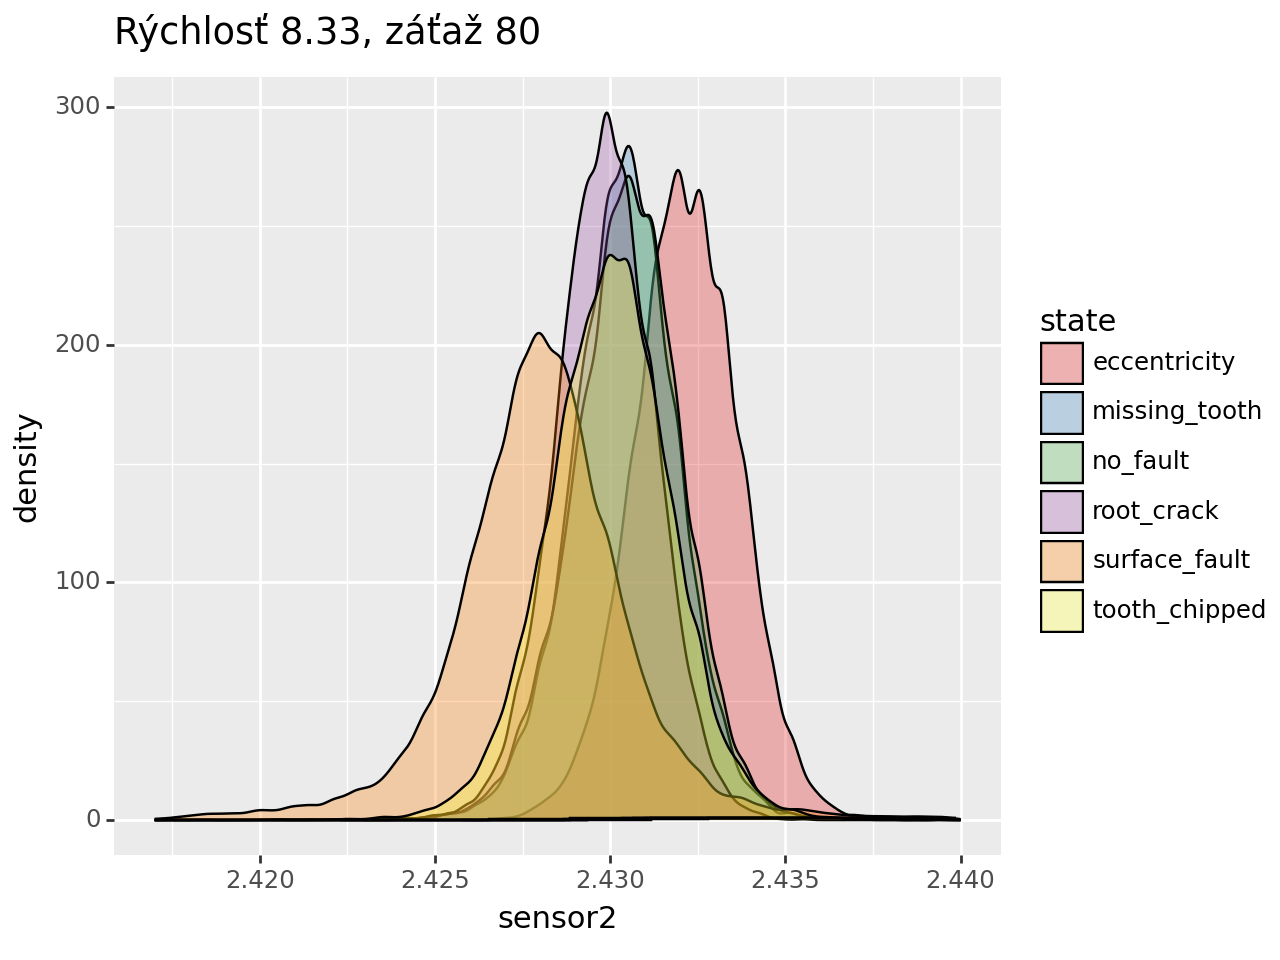 Rýchlosť 8.33, záťaž 80
300
200
100
0
density
2.420
2.425
2.430
2.435
2.440
sensor2
state
eccentricity
missing_tooth
no_fault
root_crack
surface_fault
tooth_chipped